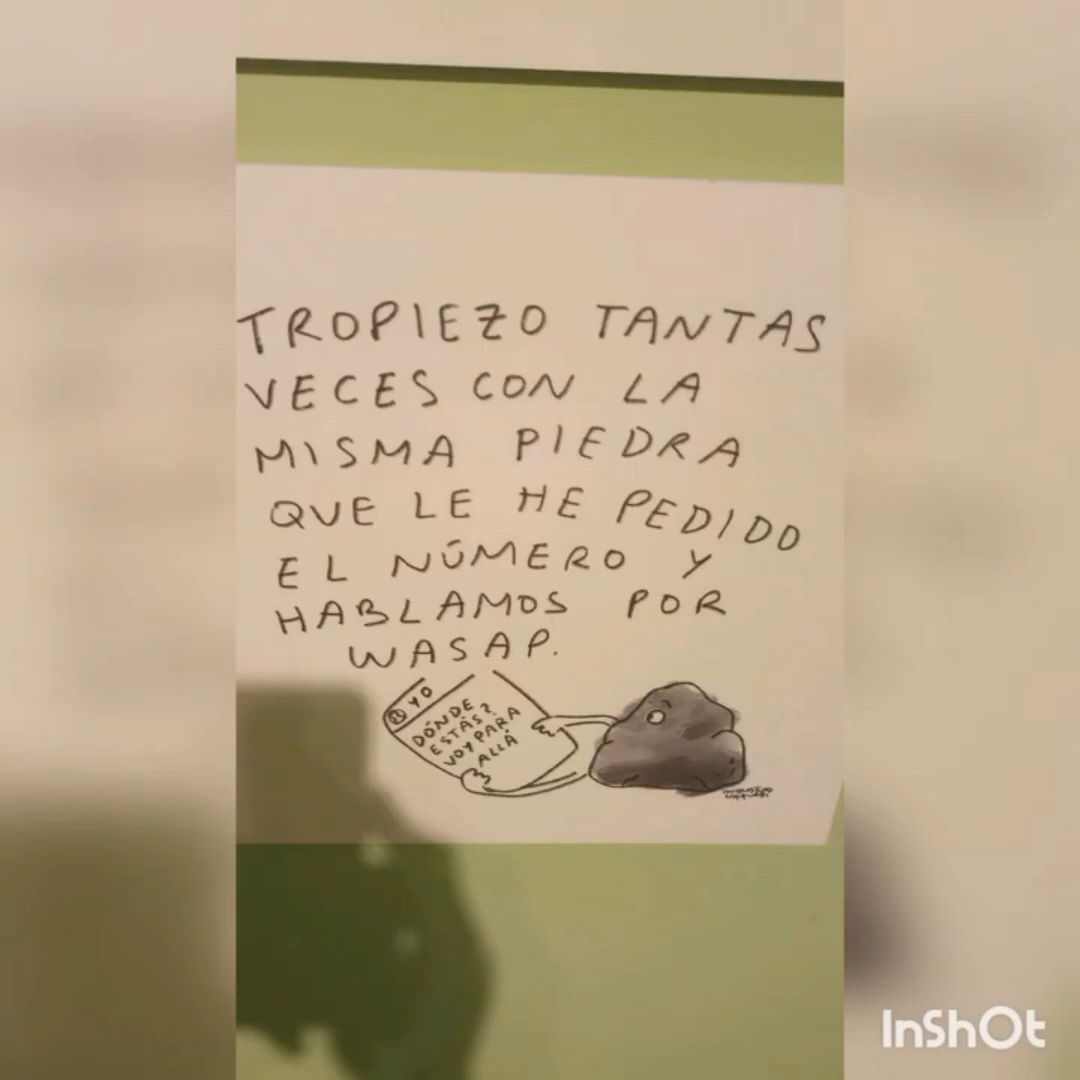 TROPIEZO TANTAS
VECES CON LA
MISMA PIEDRA
QUE LE HE PEDIDO
EL NÚMERO Y
HABLAMOS POR
WASAP.
YO
DÓNDE
ESTÁS?
VOY PARA
ALLÁ
InShOt